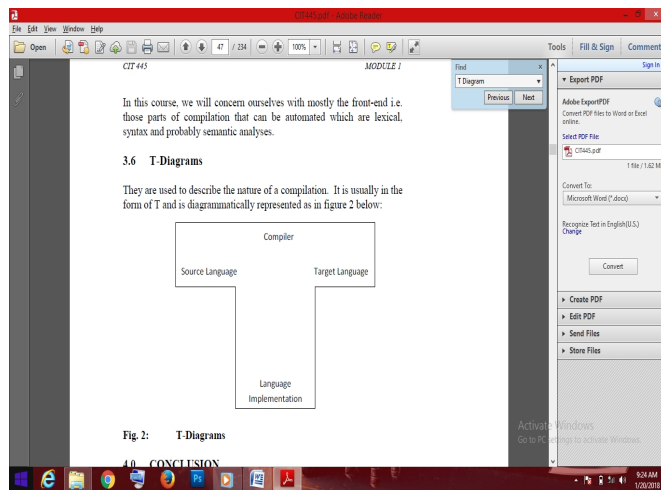 CIT445.pdf - Adobe Reader
File Edit View Window Help
Open 47 / 234 100% Tools Fill & Sign Comment
Sign In
CIT 445 MODULE 1
In this course, we will concern ourselves with mostly the front-end i.e.
those parts of compilation that can be automated which are lexical,
syntax and probably semantic analyses.
3.6 T-Diagrams
They are used to describe the nature of a compilation. It is usually in the
form of T and is diagrammatically represented as in figure 2 below:
Compiler
Source Language Target Language
Language
Implementation
Fig. 2: T-Diagrams
4.0 CONCLUSION
Find
T Diagram
Previous Next
Export PDF
Adobe ExportPDF
Convert PDF files to Word or Excel
online.
Select PDF File:
CIT445.pdf
1 file / 1.62 M
Convert To:
Microsoft Word (*.docx)
Recognize Text in English(U.S.)
Change
Convert
Create PDF
Edit PDF
Send Files
Store Files
Activate Windows
Go to PC settings to activate Windows.
Ps
9:24 AM
1/20/2018